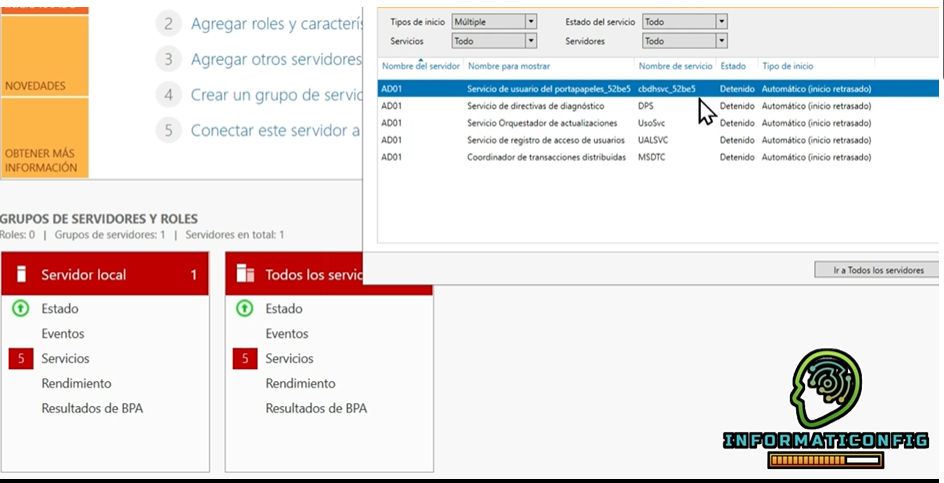 2 Agregar roles y caracterís
3 Agregar otros servidores
4 Crear un grupo de servid
5 Conectar este servidor a
NOVEDADES
OBTENER MÁS
INFORMACIÓN
Tipos de inicio Múltiple Estado del servicio Todo
Servicios Todo Servidores Todo
Nombre del servidor Nombre para mostrar Nombre de servicio Estado Tipo de inicio
AD01 Servicio de usuario del portapapeles_52be5 cbdhsvc_52be5 Detenido Automático (inicio retrasado)
AD01 Servicio de directivas de diagnóstico DPS Detenido Automático (inicio retrasado)
AD01 Servicio Orquestador de actualizaciones UsoSvc Detenido Automático (inicio retrasado)
AD01 Servicio de registro de acceso de usuarios UALSVC Detenido Automático (inicio retrasado)
AD01 Coordinador de transacciones distribuidas MSDTC Detenido Automático (inicio retrasado)
Ir a Todos los servidores
GRUPOS DE SERVIDORES Y ROLES
Roles: 0 | Grupos de servidores: 1 | Servidores en total: 1
Servidor local 1
Estado
Eventos
5 Servicios
Rendimiento
Resultados de BPA
Todos los servic
Estado
Eventos
5 Servicios
Rendimiento
Resultados de BPA
INFORMATICONFIG